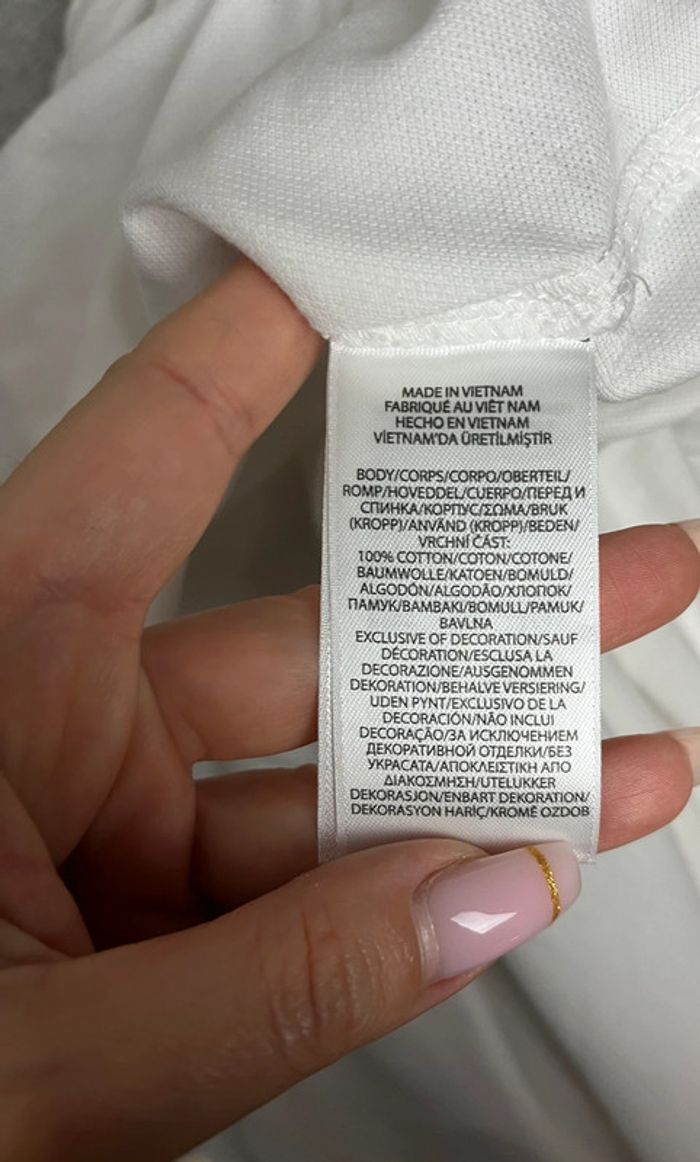 MADE IN VIETNAM
FABRIQUÉ AU VIÊT NAM
HECHO EN VIETNAM
VİETNAM'DA ÜRETİLMİŞTİR
BODY/CORPS/CORPO/OBERTEIL/
ROMP/HOVEDDEL/CUERPO/ПЕРЕД И
СПИНКА/КОРПУС/ΣΩΜΑ/BRUK
(KROPP)/ANVÄND (KROPP)/BEDEN/
VRCHNÍ ČÁST:
100% COTTON/COTON/COTONE/
BAUMWOLLE/KATOEN/BOMULD/
ALGODÓN/ALGODÃO/ХЛОПОК/
ПАМУК/ΒΑΜΒΑΚΙ/BOMULL/PAMUK/
BAVLNA
EXCLUSIVE OF DECORATION/SAUF
DÉCORATION/ESCLUSA LA
DECORAZIONE/AUSGENOMMEN
DEKORATION/BEHALVE VERSIERING/
UDEN PYNT/EXCLUSIVO DE LA
DECORACIÓN/NÃO INCLUI
DECORAÇÃO/ЗА ИСКЛЮЧЕНИЕМ
ДЕКОРАТИВНОЙ ОТДЕЛКИ/БЕЗ
УКРАСАТА/ΑΠΟΚΛΕΙΣΤΙΚΗ ΑΠΟ
ΔΙΑΚΟΣΜΗΣΗ/UTELUKKER
DEKORASJON/ENBART DEKORATION/
DEKORASYON HARİÇ/KROMĚ OZDOB